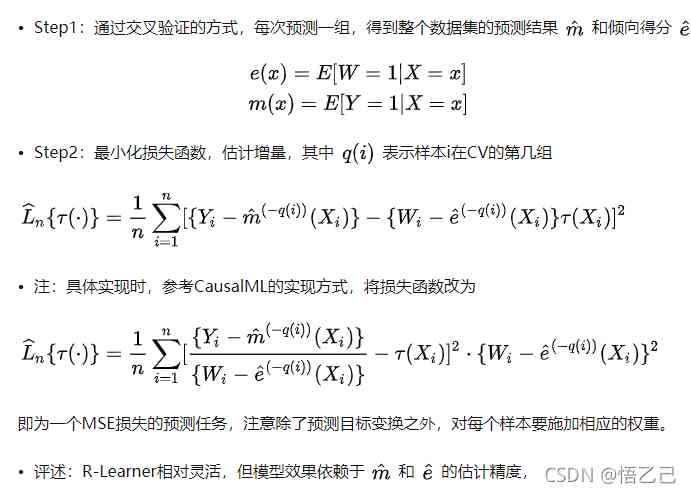 • Step1：通过交叉验证的方式，每次预测一组，得到整个数据集的预测结果 $\hat{m}$ 和倾向得分 $\hat{e}$
$e(x) = E[W = 1|X = x]$
$m(x) = E[Y = 1|X = x]$
• Step2：最小化损失函数，估计增量，其中 $q(i)$ 表示样本i在CV的第几组
$\widehat{L}_n\{\tau(\cdot)\} = \frac{1}{n}\sum_{i=1}^{n}[\{Y_i - \hat{m}^{(-q(i))}(X_i)\} - \{W_i - \hat{e}^{(-q(i))}(X_i)\}\tau(X_i)]^2$
• 注：具体实现时，参考CausalML的实现方式，将损失函数改为
$\widehat{L}_n\{\tau(\cdot)\} = \frac{1}{n}\sum_{i=1}^{n}[\frac{\{Y_i - \hat{m}^{(-q(i))}(X_i)\}}{\{W_i - \hat{e}^{(-q(i))}(X_i)\}} - \tau(X_i)]^2 \cdot \{W_i - \hat{e}^{(-q(i))}(X_i)\}^2$
即为一个MSE损失的预测任务，注意除了预测目标变换之外，对每个样本要施加相应的权重。
• 评述：R-Learner相对灵活，但模型效果依赖于 $\hat{m}$ 和 $\hat{e}$ 的估计精度，
CSDN @悟乙己